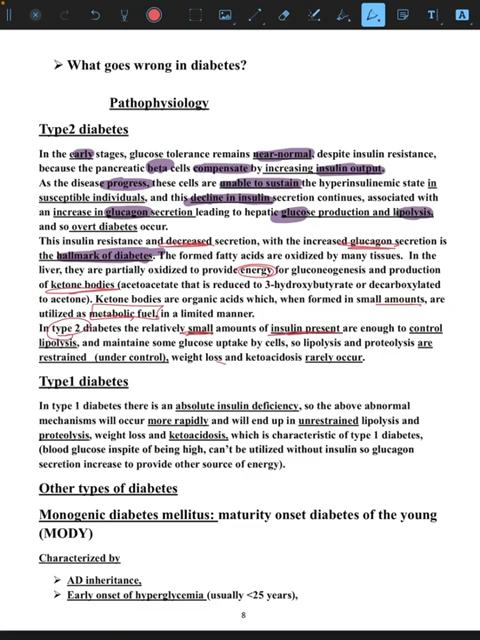 ➢ What goes wrong in diabetes?
Pathophysiology
Type2 diabetes
In the early stages, glucose tolerance remains near-normal, despite insulin resistance,
because the pancreatic beta cells compensate by increasing insulin output.
As the disease progress, these cells are unable to sustain the hyperinsulinemic state in
susceptible individuals, and this decline in insulin secretion continues, associated with
an increase in glucagon secretion leading to hepatic glucose production and lipolysis,
and so overt diabetes occur.
This insulin resistance and decreased secretion, with the increased glucagon secretion is
the hallmark of diabetes. The formed fatty acids are oxidized by many tissues. In the
liver, they are partially oxidized to provide energy for gluconeogenesis and production
of ketone bodies (acetoacetate that is reduced to 3-hydroxybutyrate or decarboxylated
to acetone). Ketone bodies are organic acids which, when formed in small amounts, are
utilized as metabolic fuel, in a limited manner.
In type 2 diabetes the relatively small amounts of insulin present are enough to control
lipolysis, and maintaine some glucose uptake by cells, so lipolysis and proteolysis are
restrained (under control), weight loss and ketoacidosis rarely occur.
Type1 diabetes
In type 1 diabetes there is an absolute insulin deficiency, so the above abnormal
mechanisms will occur more rapidly and will end up in unrestrained lipolysis and
proteolysis, weight loss and ketoacidosis, which is characteristic of type 1 diabetes,
(blood glucose inspite of being high, can't be utilized without insulin so glucagon
secretion increase to provide other source of energy).
Other types of diabetes
Monogenic diabetes mellitus: maturity onset diabetes of the young
(MODY)
Characterized by
➢ AD inheritance,
➢ Early onset of hyperglycemia (usually <25 years),
8